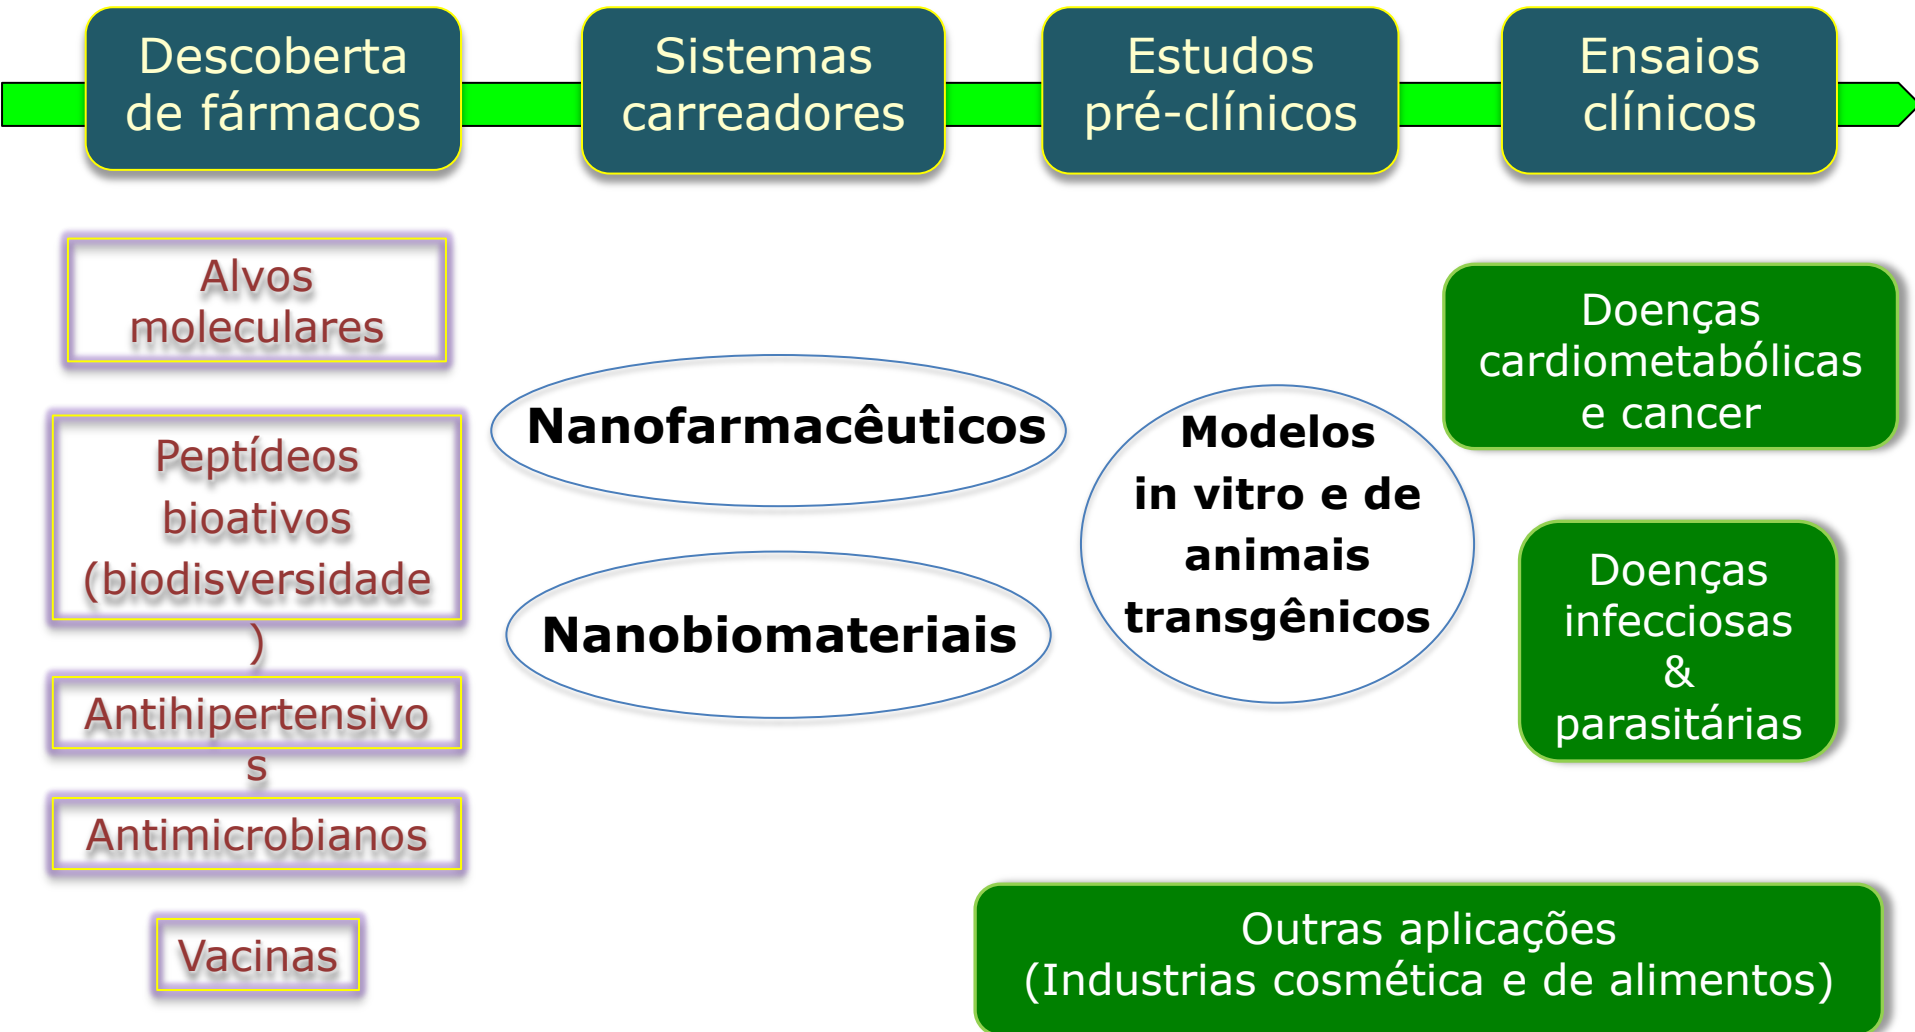 Descoberta
de fármacos
Sistemas
carreadores
Estudos
pré-clínicos
Ensaios
clínicos
Alvos
moleculares
Peptídeos
bioativos
(biodisversidade
)
Antihipertensivo
s
Antimicrobianos
Vacinas
Nanofarmacêuticos
Nanobiomateriais
Modelos
in vitro e de
animais
transgênicos
Doenças
cardiometabólicas
e cancer
Doenças
infecciosas
&
parasitárias
Outras aplicações
(Industrias cosmética e de alimentos)